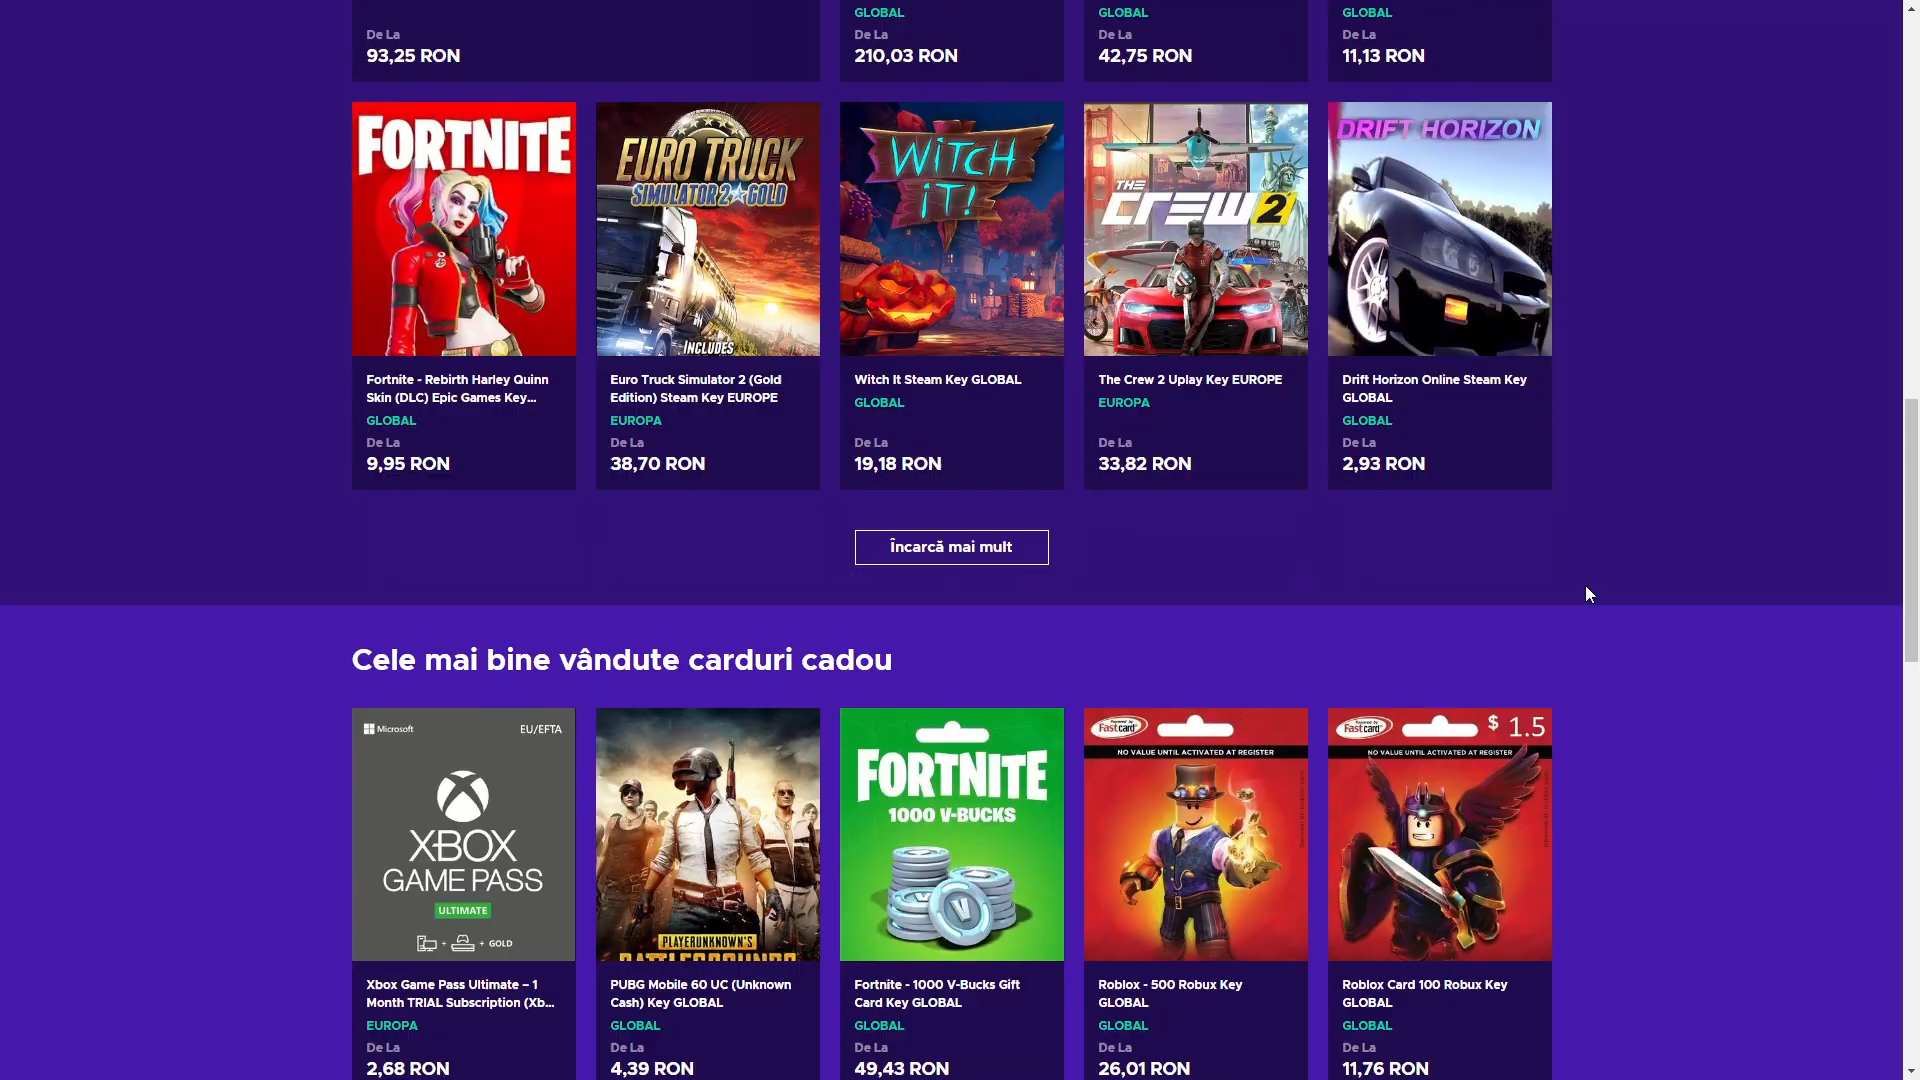 GLOBAL
GLOBAL
GLOBAL
De La
De La
De La
De La
93,25 RON
210,03 RON
42,75 RON
11,13 RON
FORTNITE
EURO TRUCK
SIMULATOR 2 GOLD
INCLUDES
WiTCH
iT!
THE
CREW 2
DRIFT HORIZON
Fortnite - Rebirth Harley Quinn
Skin (DLC) Epic Games Key...
GLOBAL
De La
9,95 RON
Euro Truck Simulator 2 (Gold
Edition) Steam Key EUROPE
EUROPA
De La
38,70 RON
Witch It Steam Key GLOBAL
GLOBAL
De La
19,18 RON
The Crew 2 Uplay Key EUROPE
EUROPA
De La
33,82 RON
Drift Horizon Online Steam Key
GLOBAL
GLOBAL
De La
2,93 RON
Încarcă mai mult
Cele mai bine vândute carduri cadou
Microsoft
EU/EFTA
XBOX
GAME PASS
ULTIMATE
+ + GOLD
PLAYERUNKNOWN'S
BATTLEGROUNDS
FORTNITE
1000 V-BUCKS
Powered by
Fastcard
NO VALUE UNTIL ACTIVATED AT REGISTER
Powered by
Fastcard
$ 1.5
NO VALUE UNTIL ACTIVATED AT REGISTER
Xbox Game Pass Ultimate – 1
Month TRIAL Subscription (Xb...
EUROPA
De La
2,68 RON
PUBG Mobile 60 UC (Unknown
Cash) Key GLOBAL
GLOBAL
De La
4,39 RON
Fortnite - 1000 V-Bucks Gift
Card Key GLOBAL
GLOBAL
De La
49,43 RON
Roblox - 500 Robux Key
GLOBAL
GLOBAL
De La
26,01 RON
Roblox Card 100 Robux Key
GLOBAL
GLOBAL
De La
11,76 RON